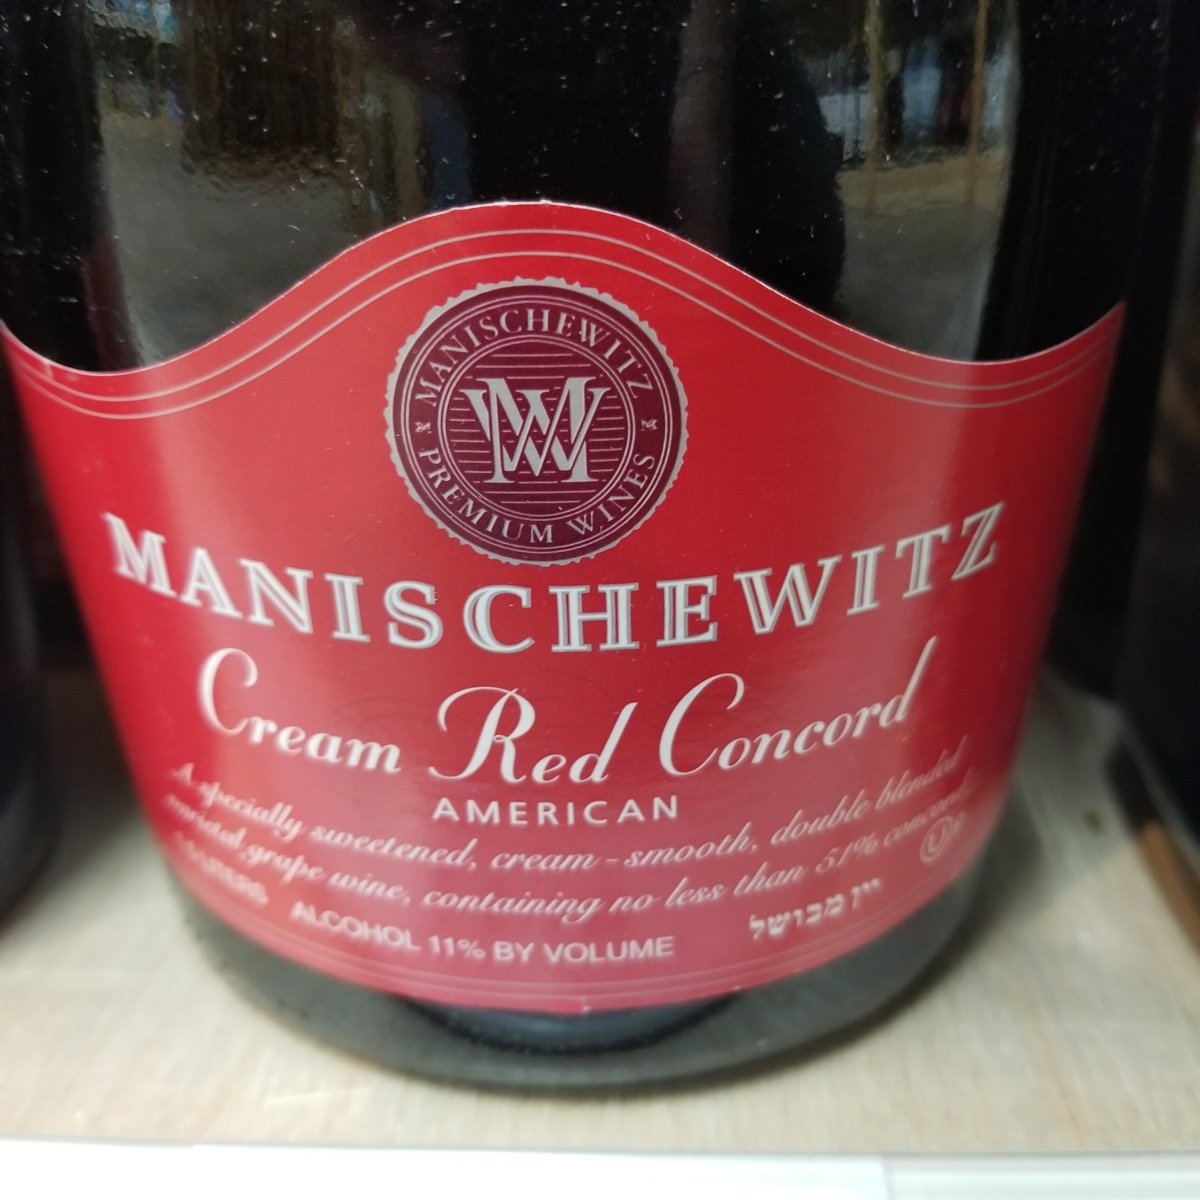 MANISCHEWITZ
PREMIUM WINES
MW
MANISCHEWITZ
Cream Red Concord
AMERICAN
A specially sweetened, cream-smooth, double blended
varietal grape wine, containing no less than 51% concord
LITERS ALCOHOL 11% BY VOLUME יין מבושל